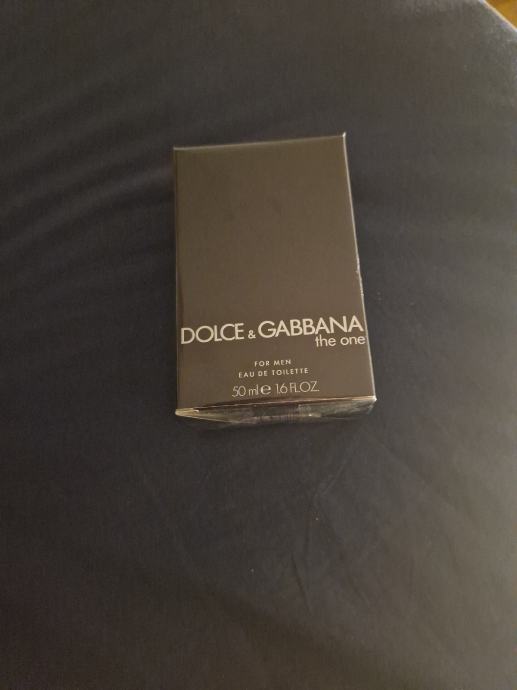 DOLCE & GABBANA
the one
FOR MEN
EAU DE TOILETTE
50 ml e 1.6 FL.OZ.